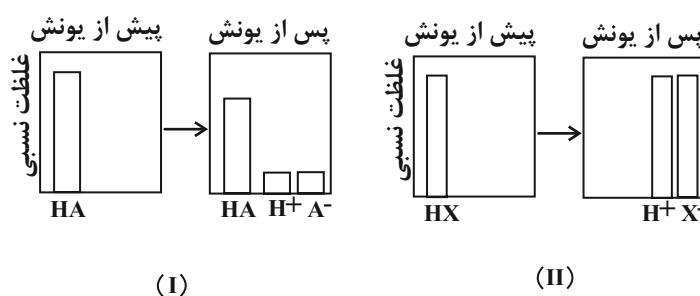 پیش از یونش
پس از یونش
غلظت نسبی
HA
HA H+ A-
(I)
پیش از یونش
پس از یونش
غلظت نسبی
HX
H+ X-
(II)